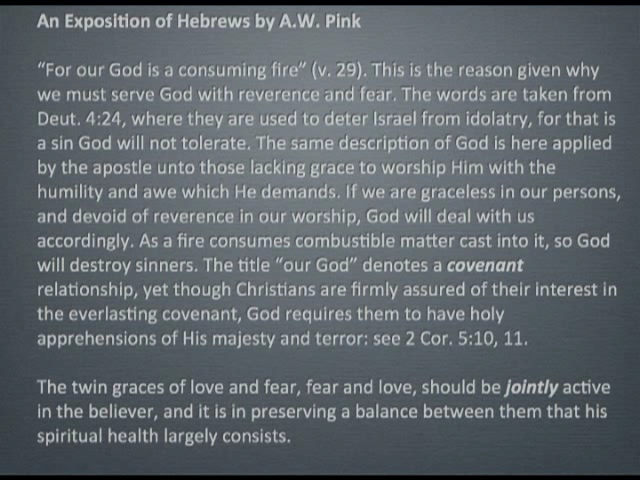 An Exposition of Hebrews by A.W. Pink
“For our God is a consuming fire” (v. 29). This is the reason given why
we must serve God with reverence and fear. The words are taken from
Deut. 4:24, where they are used to deter Israel from idolatry, for that is
a sin God will not tolerate. The same description of God is here applied
by the apostle unto those lacking grace to worship Him with the
humility and awe which He demands. If we are graceless in our persons,
and devoid of reverence in our worship, God will deal with us
accordingly. As a fire consumes combustible matter cast into it, so God
will destroy sinners. The title “our God” denotes a covenant
relationship, yet though Christians are firmly assured of their interest in
the everlasting covenant, God requires them to have holy
apprehensions of His majesty and terror: see 2 Cor. 5:10, 11.
The twin graces of love and fear, fear and love, should be jointly active
in the believer, and it is in preserving a balance between them that his
spiritual health largely consists.